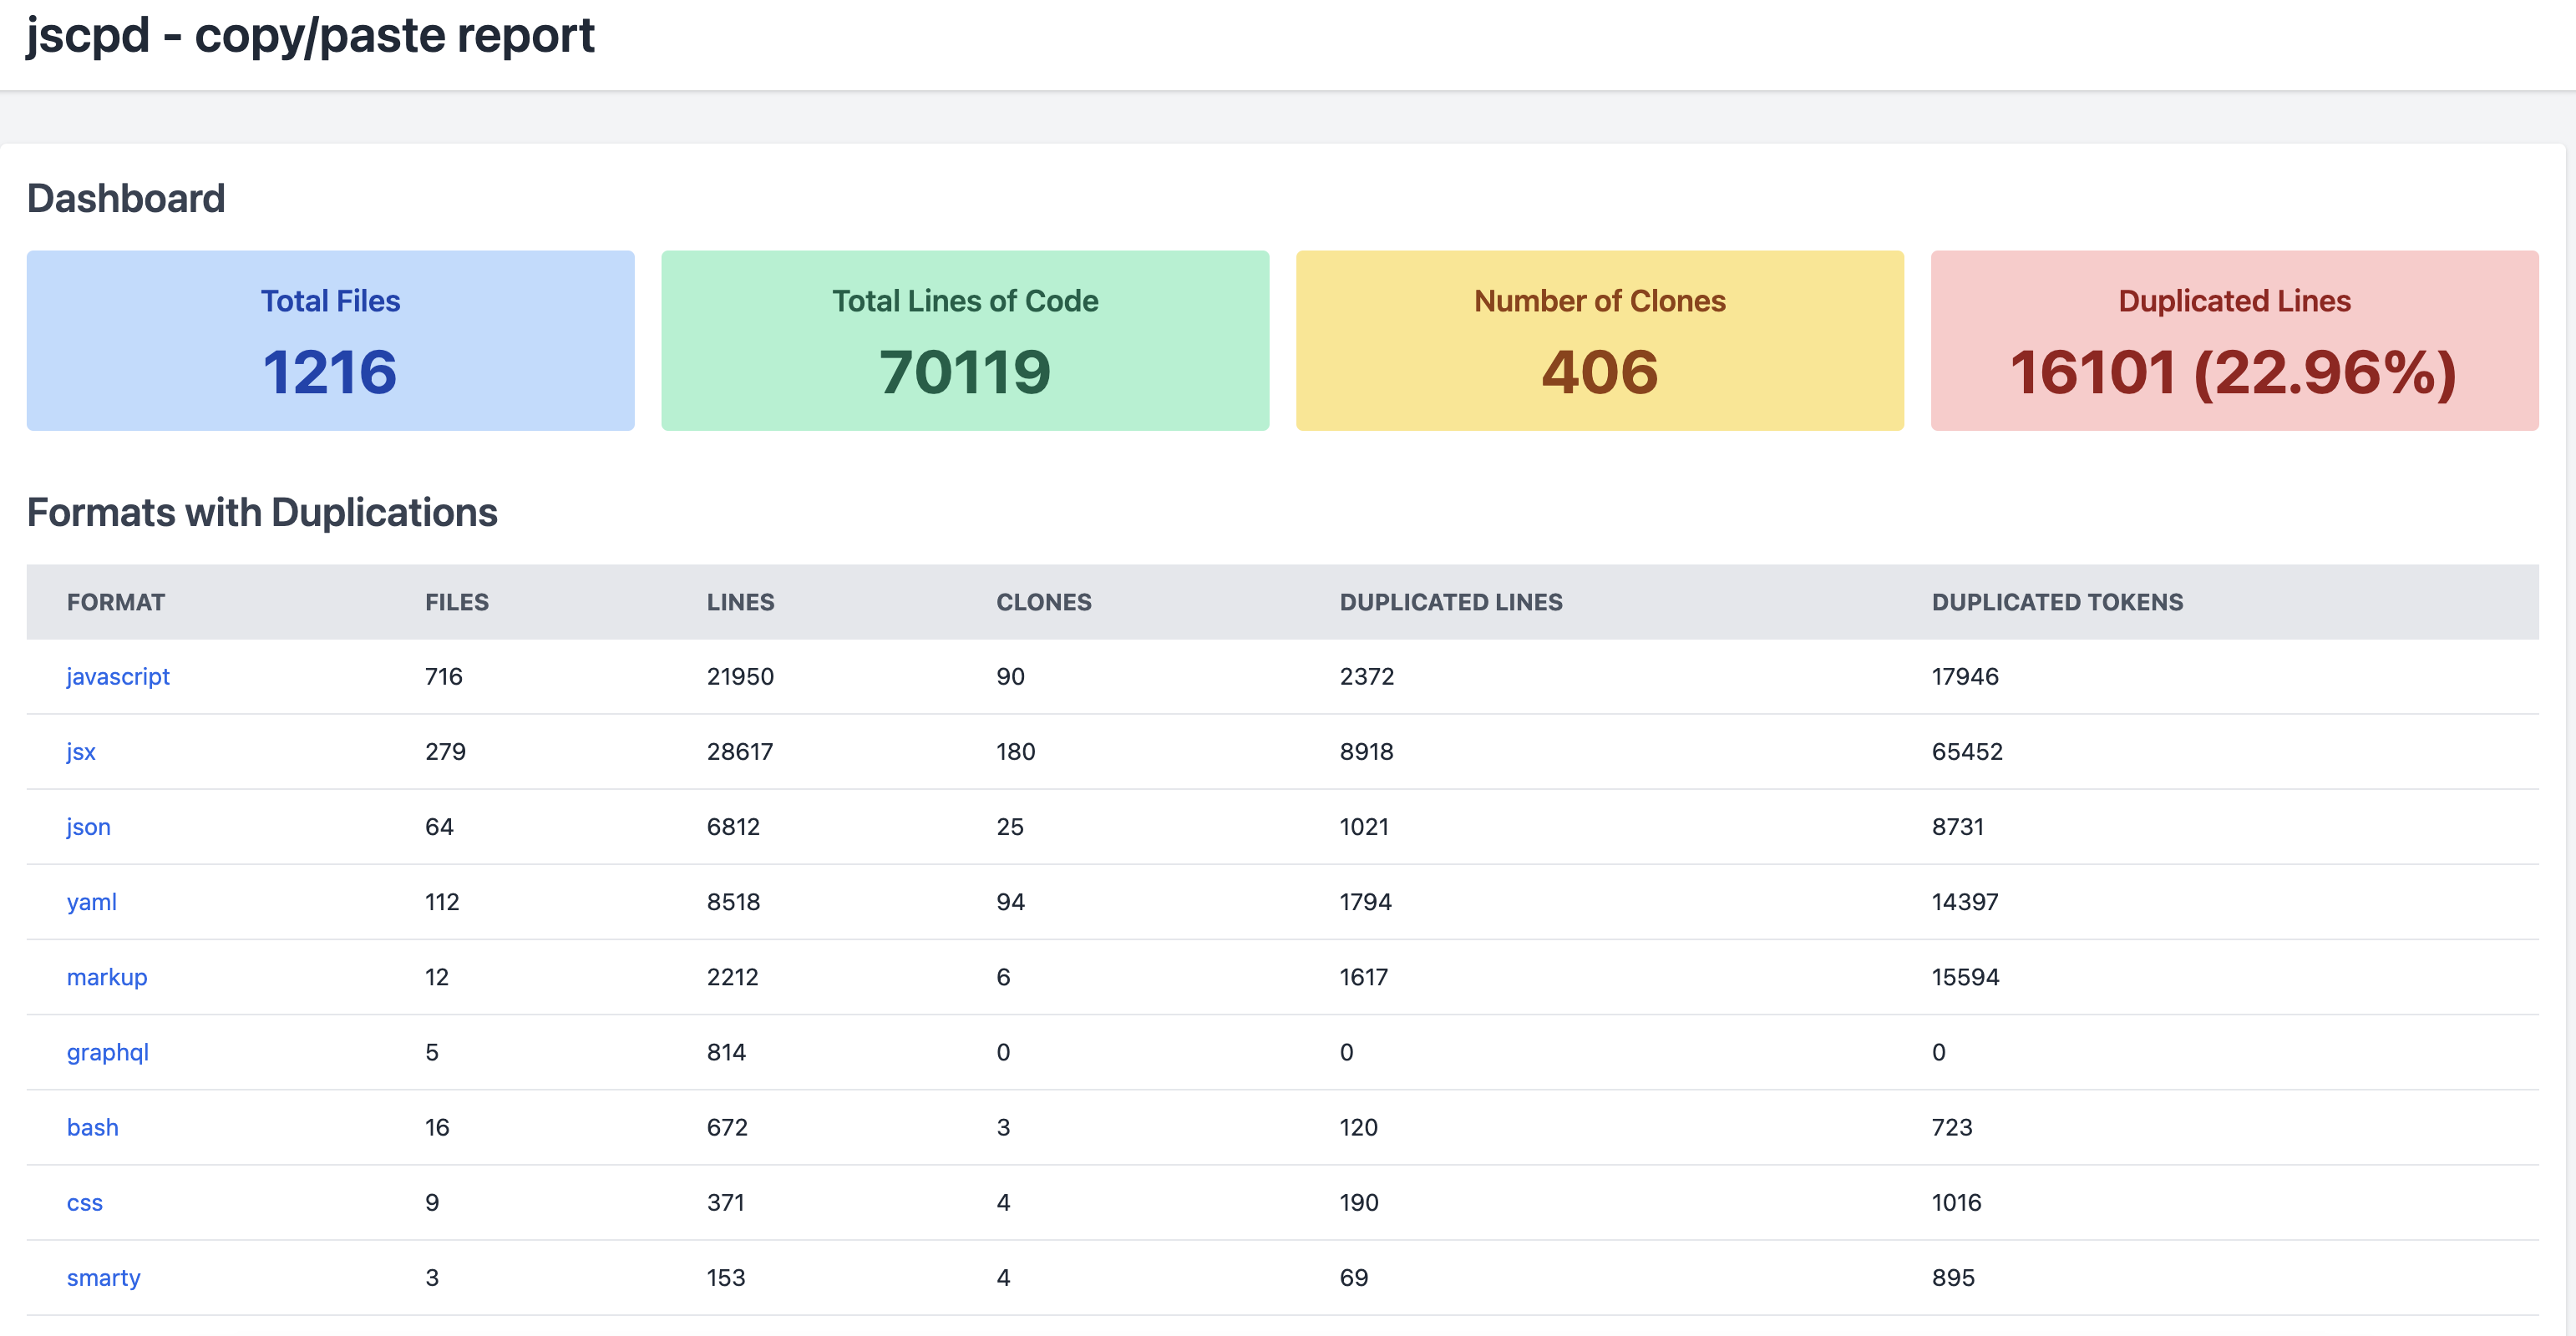 jscpd - copy/paste report
Dashboard
Total Files
1216
Total Lines of Code
70119
Number of Clones
406
Duplicated Lines
16101 (22.96%)
Formats with Duplications
FORMAT FILES LINES CLONES DUPLICATED LINES DUPLICATED TOKENS
javascript 716 21950 90 2372 17946
jsx 279 28617 180 8918 65452
json 64 6812 25 1021 8731
yaml 112 8518 94 1794 14397
markup 12 2212 6 1617 15594
graphql 5 814 0 0 0
bash 16 672 3 120 723
css 9 371 4 190 1016
smarty 3 153 4 69 895